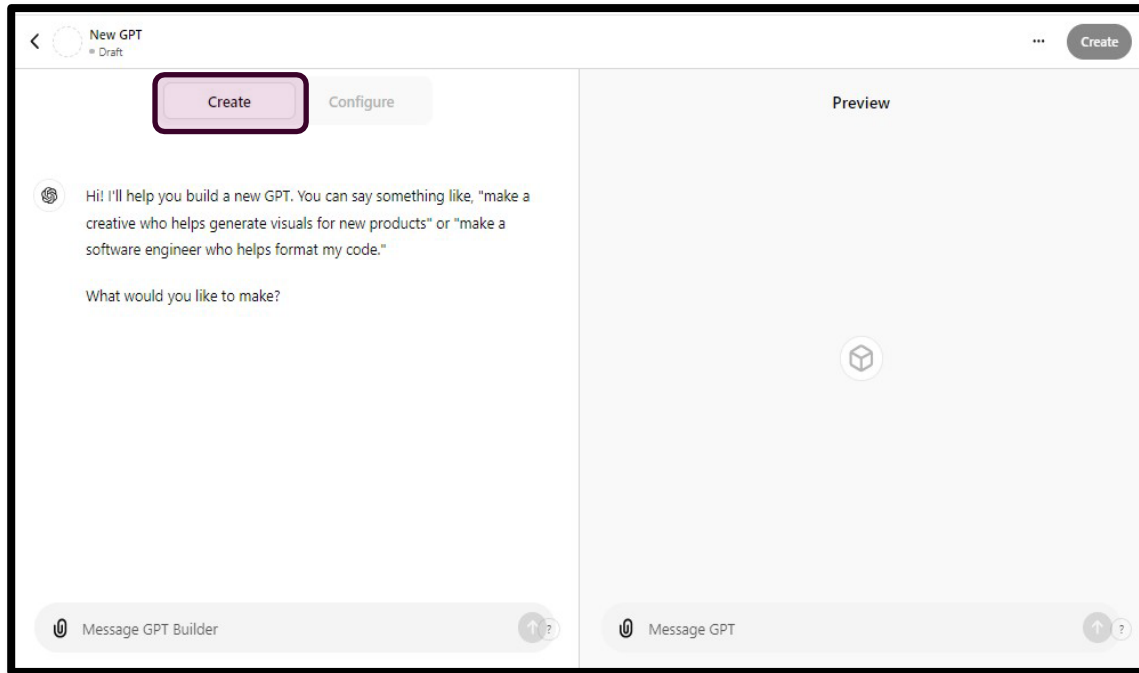 New GPT
Draft
Create
Create
Configure
Preview
Hi! I'll help you build a new GPT. You can say something like, "make a
creative who helps generate visuals for new products" or "make a
software engineer who helps format my code."
What would you like to make?
Message GPT Builder
?
Message GPT
?